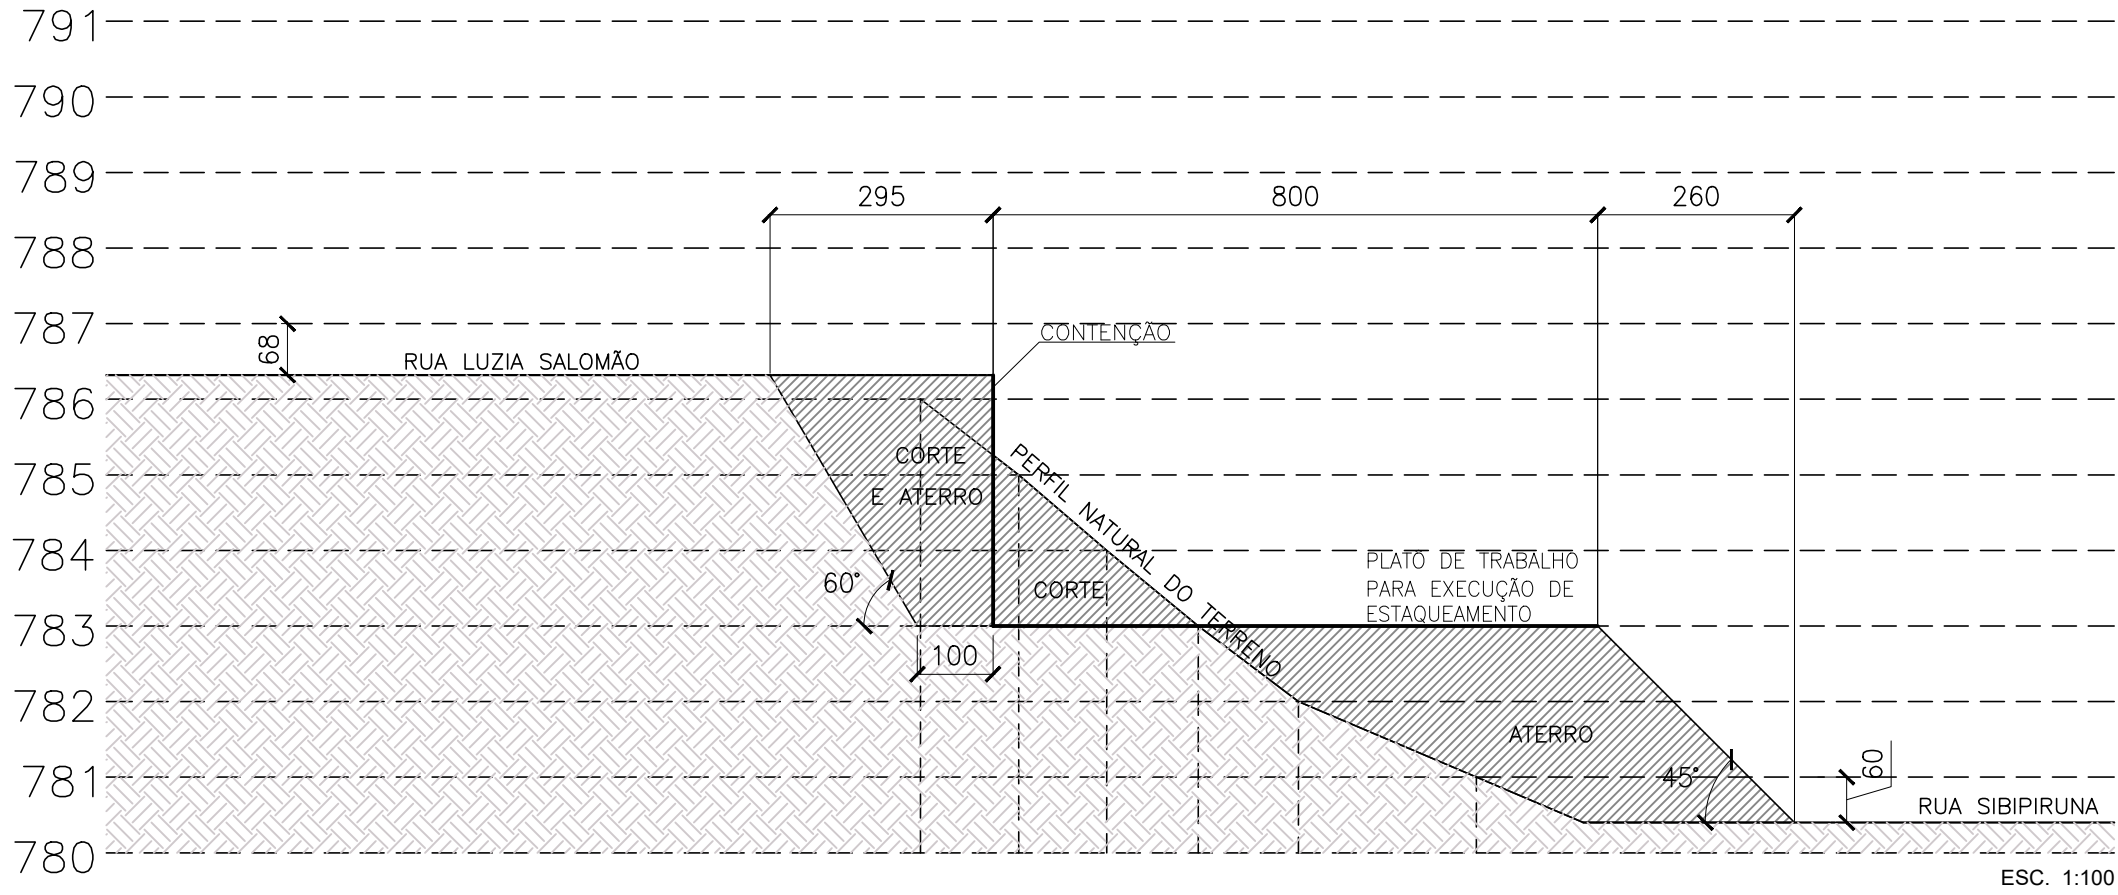 791
790
789
295
800
260
788
787
68
CONTENÇÃO
RUA LUZIA SALOMÃO
786
CORTE
E ATERRO
785
PERFIL NATURAL DO TERRENO
784
60°
CORTE
PLATÔ DE TRABALHO
PARA EXECUÇÃO DE
ESTAQUEAMENTO
783
100
782
ATERRO
781
45°
60
RUA SIBIPIRUNA
780
ESC. 1:100